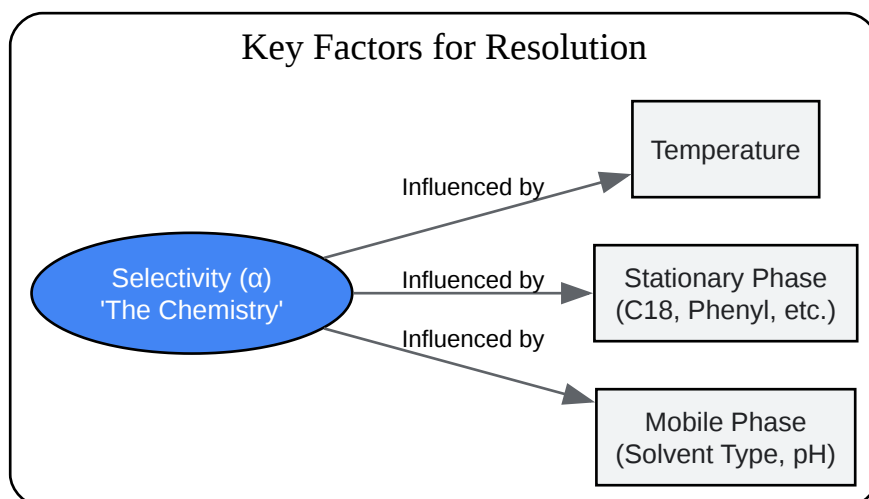 Key Factors for Resolution
Temperature
Influenced by
Selectivity (α)
'The Chemistry'
Influenced by
Stationary Phase
(C18, Phenyl, etc.)
Influenced by
Mobile Phase
(Solvent Type, pH)